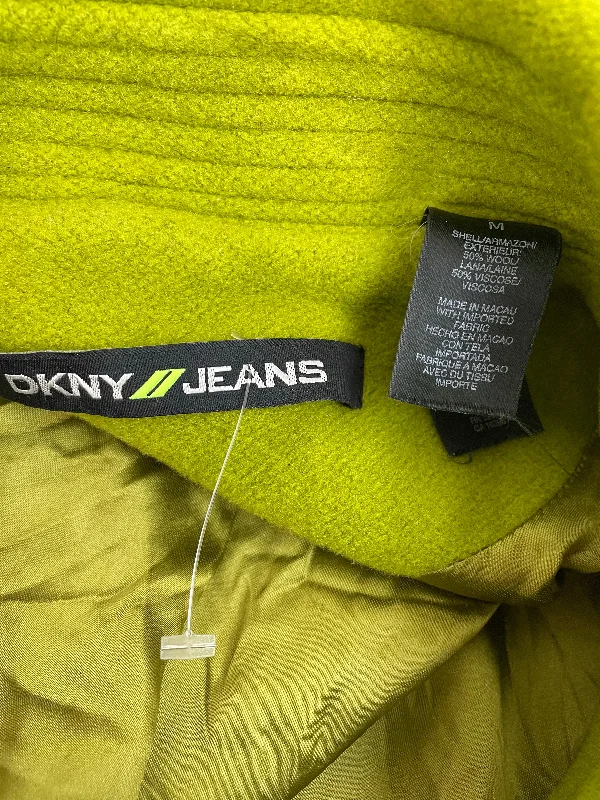 DKNY // JEANS
M
SHELL/ARMAZON/
EXTERIEUR:
50% WOOL/
LANA/LAINE
50% VISCOSE/
VISCOSA
MADE IN MACAU
WITH IMPORTED
FABRIC
HECHO EN MACAO
CON TELA
IMPORTADA
FABRIQUÉ A MACAO
AVEC DU TISSU
IMPORTE